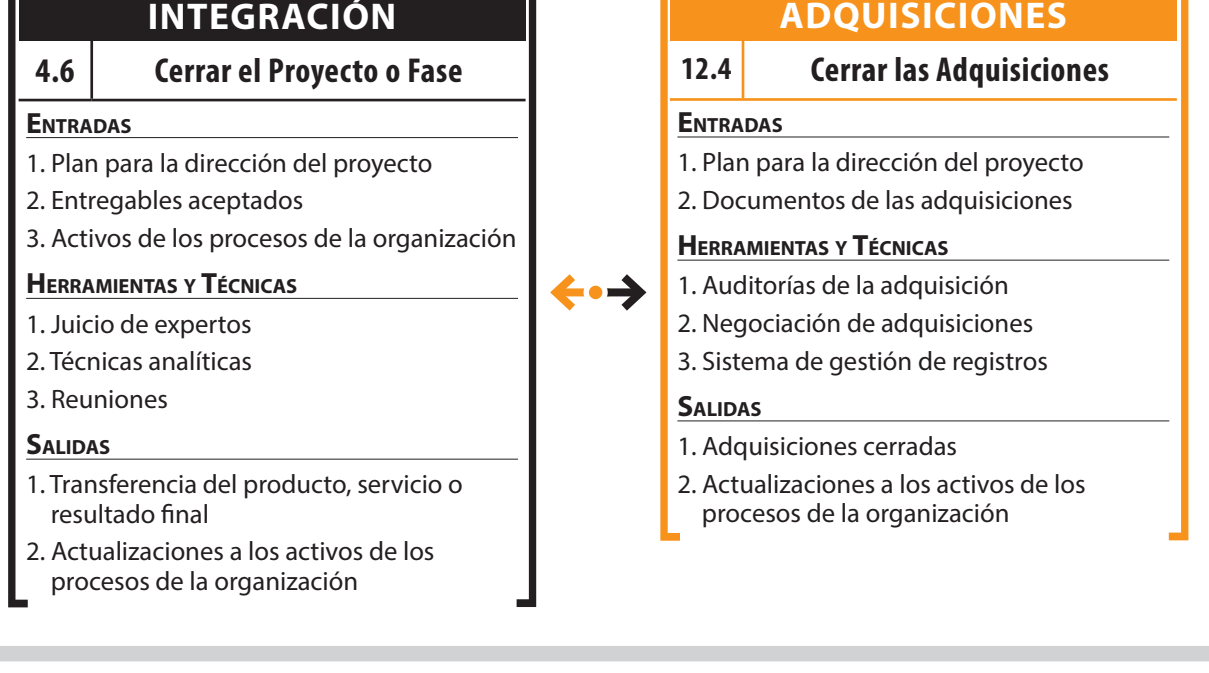 INTEGRACIÓN
4.6 Cerrar el Proyecto o Fase
ENTRADAS
1. Plan para la dirección del proyecto
2. Entregables aceptados
3. Activos de los procesos de la organización
HERRAMIENTAS Y TÉCNICAS
1. Juicio de expertos
2. Técnicas analíticas
3. Reuniones
SALIDAS
1. Transferencia del producto, servicio o
resultado final
2. Actualizaciones a los activos de los
procesos de la organización
ADQUISICIONES
12.4 Cerrar las Adquisiciones
ENTRADAS
1. Plan para la dirección del proyecto
2. Documentos de las adquisiciones
HERRAMIENTAS Y TÉCNICAS
1. Auditorías de la adquisición
2. Negociación de adquisiciones
3. Sistema de gestión de registros
SALIDAS
1. Adquisiciones cerradas
2. Actualizaciones a los activos de los
procesos de la organización